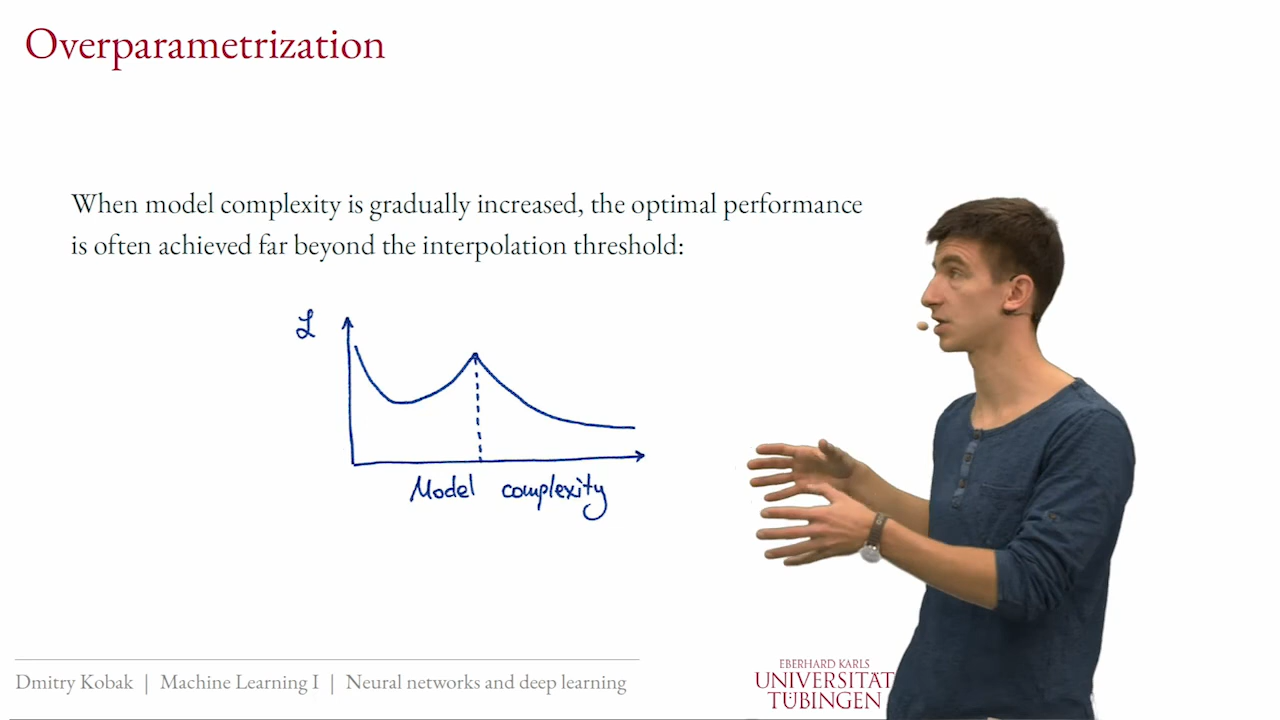 Overparametrization
When model complexity is gradually increased, the optimal performance
is often achieved far beyond the interpolation threshold:
ℒ
Model complexity
Dmitry Kobak | Machine Learning I | Neural networks and deep learning
EBERHARD KARLS
UNIVERSITÄT
TÜBINGEN